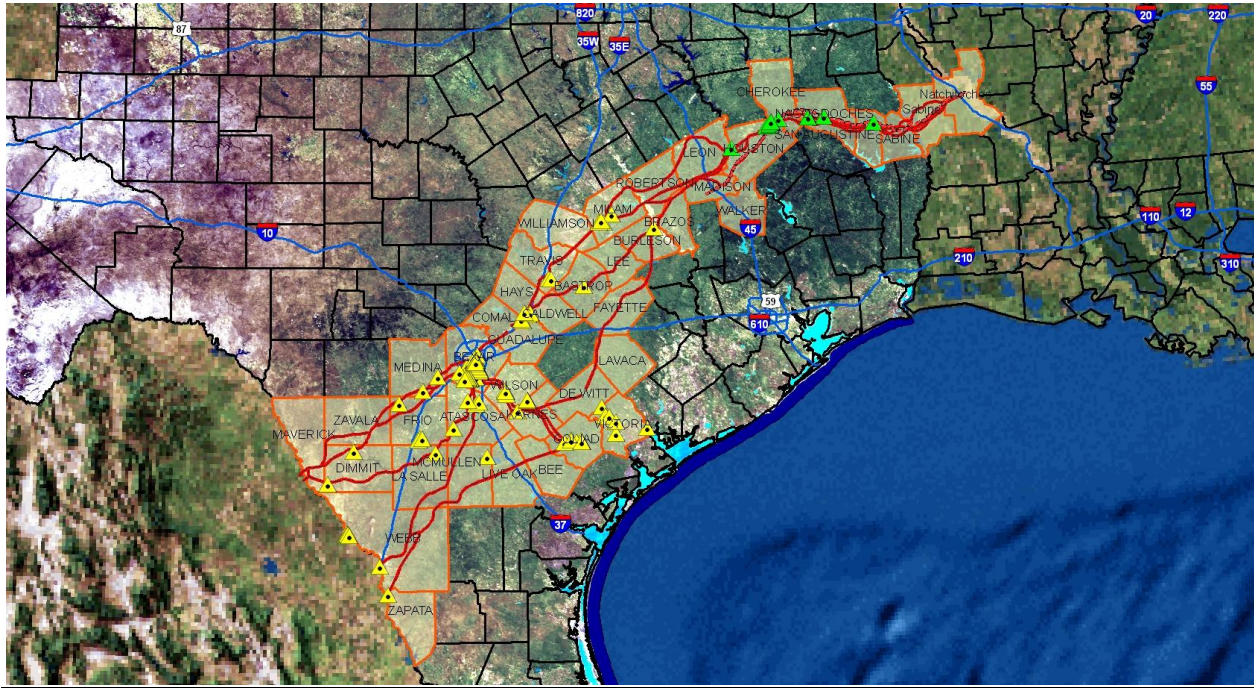 820
20
220
87
35W
35E
55
CHEROKEE
Natchitoches
Sabine
NACOGDOCHES
SAN AUGUSTINE
SABINE
LEON
HOUSTON
ROBERTSON
MADISON
WILLIAMSON
MILAM
WALKER
BRAZOS
110
12
10
45
BURLESON
TRAVIS
LEE
210
310
HAYS
BASTROP
59
FAYETTE
COMAL
CALDWELL
610
GUADALUPE
BEXAR
LAVACA
MEDINA
WILSON
DE WITT
ZAVALA
FRIO
ATASCOSA
KARNES
MAVERICK
VICTORIA
GOLIAD
DIMMIT
MCMULLEN
LA SALLE
LIVE OAK
BEE
37
WEBB
ZAPATA